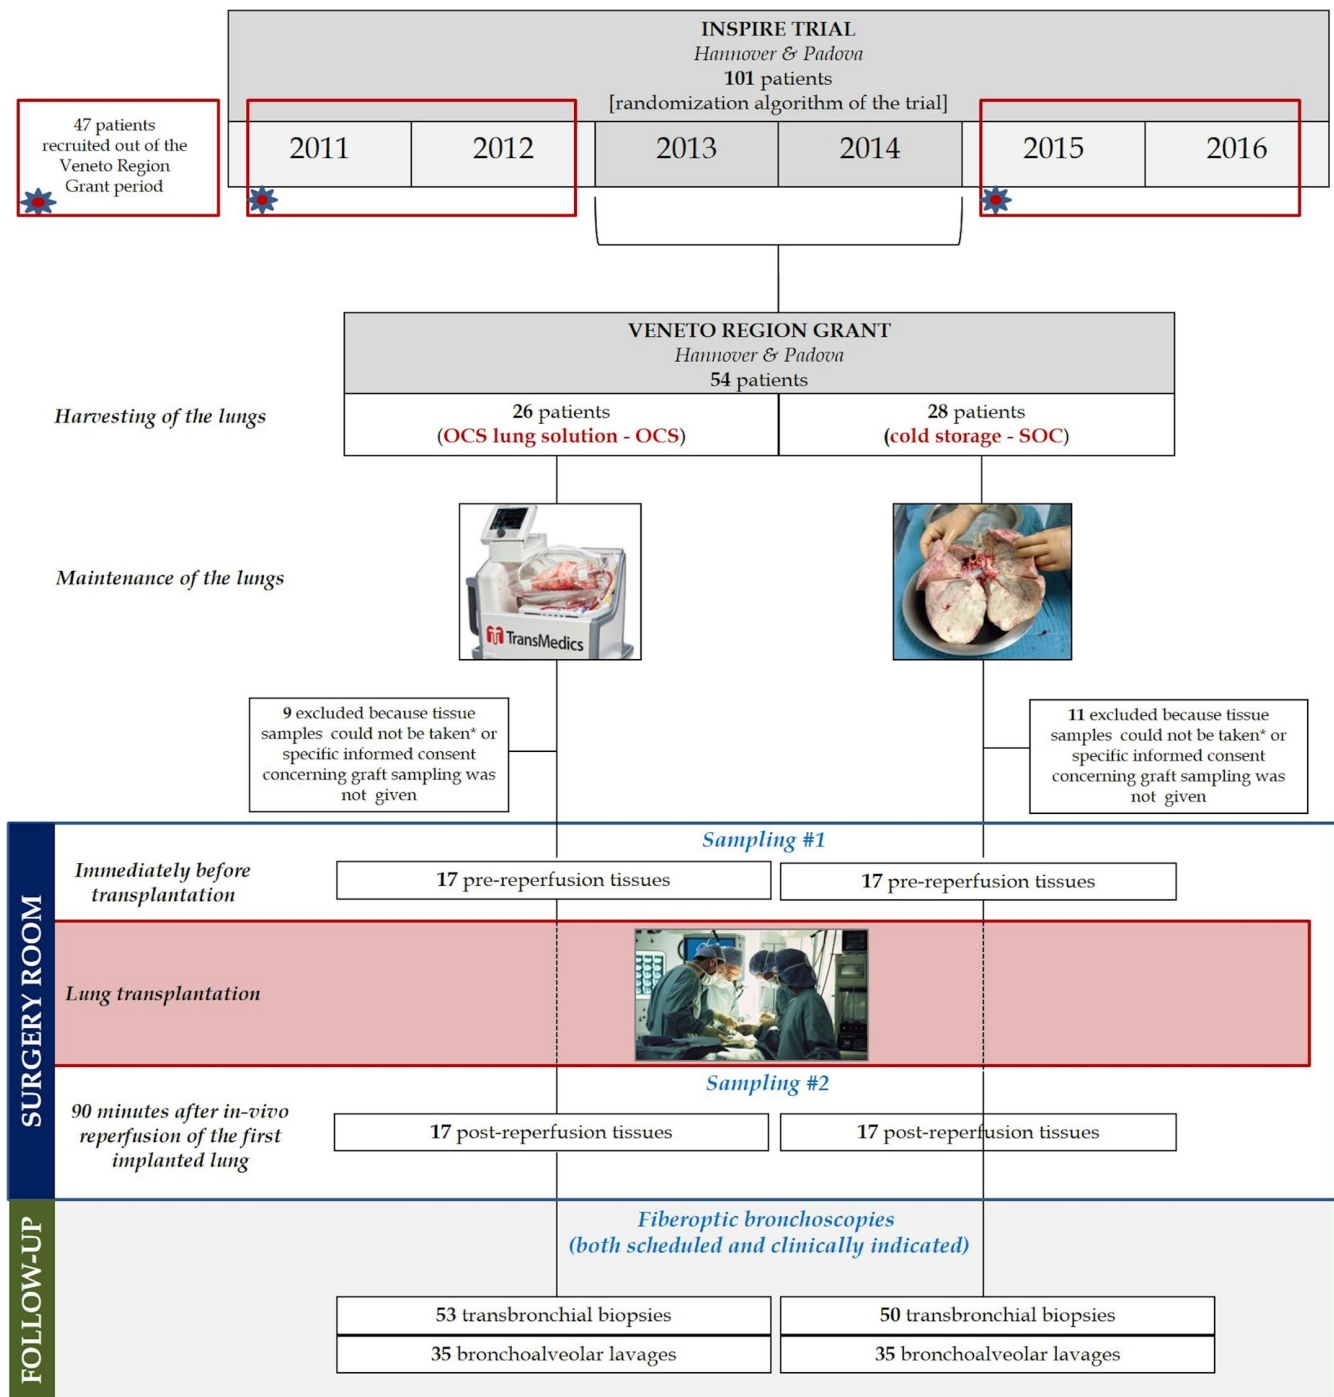 INSPIRE TRIAL
Hannover & Padova
101 patients
[randomization algorithm of the trial]
47 patients
recruited out of the
Veneto Region
Grant period
2011
2012
2013
2014
2015
2016
VENETO REGION GRANT
Hannover & Padova
54 patients
Harvesting of the lungs
26 patients
(OCS lung solution - OCS)
28 patients
(cold storage - SOC)
Maintenance of the lungs
TransMedics
9 excluded because tissue
samples could not be taken* or
specific informed consent
concerning graft sampling was
not given
11 excluded because tissue
samples could not be taken* or
specific informed consent
concerning graft sampling was
not given
SURGERY ROOM
Sampling #1
Immediately before
transplantation
17 pre-reperfusion tissues
17 pre-reperfusion tissues
Lung transplantation
Sampling #2
90 minutes after in-vivo
reperfusion of the first
implanted lung
17 post-reperfusion tissues
17 post-reperfusion tissues
FOLLOW-UP
Fiberoptic bronchoscopies
(both scheduled and clinically indicated)
53 transbronchial biopsies
50 transbronchial biopsies
35 bronchoalveolar lavages
35 bronchoalveolar lavages